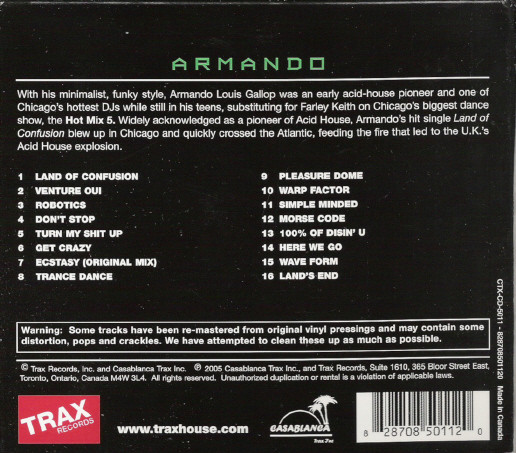 ARMANDO
With his minimalist, funky style, Armando Louis Gallop was an early acid-house pioneer and one of
Chicago's hottest DJs while still in his teens, substituting for Farley Keith on Chicago's biggest dance
show, the Hot Mix 5. Widely acknowledged as a pioneer of Acid House, Armando's hit single Land of
Confusion blew up in Chicago and quickly crossed the Atlantic, feeding the fire that led to the U.K.'s
Acid House explosion.
1 LAND OF CONFUSION
2 VENTURE OUI
3 ROBOTICS
4 DON'T STOP
5 TURN MY SHIT UP
6 GET CRAZY
7 ECSTASY (ORIGINAL MIX)
8 TRANCE DANCE
9 PLEASURE DOME
10 WARP FACTOR
11 SIMPLE MINDED
12 MORSE CODE
13 100% OF DISIN' U
14 HERE WE GO
15 WAVE FORM
16 LAND'S END
Warning: Some tracks have been re-mastered from original vinyl pressings and may contain some
distortion, pops and crackles. We have attempted to clean these up as much as possible.
© Trax Records, Inc. and Casablanca Trax Inc., ℗ 2005 Casablanca Trax Inc., and Trax Records, Suite 1610, 365 Bloor Street East,
Toronto, Ontario, Canada M4W 3L4. All rights reserved. Unauthorized duplication or rental is a violation of applicable laws.
TRAX
RECORDS
www.traxhouse.com
CASABLANCA
Trax Inc
8 28708 50112 0
CTX-CD-5011 - 828708501120 Made in Canada